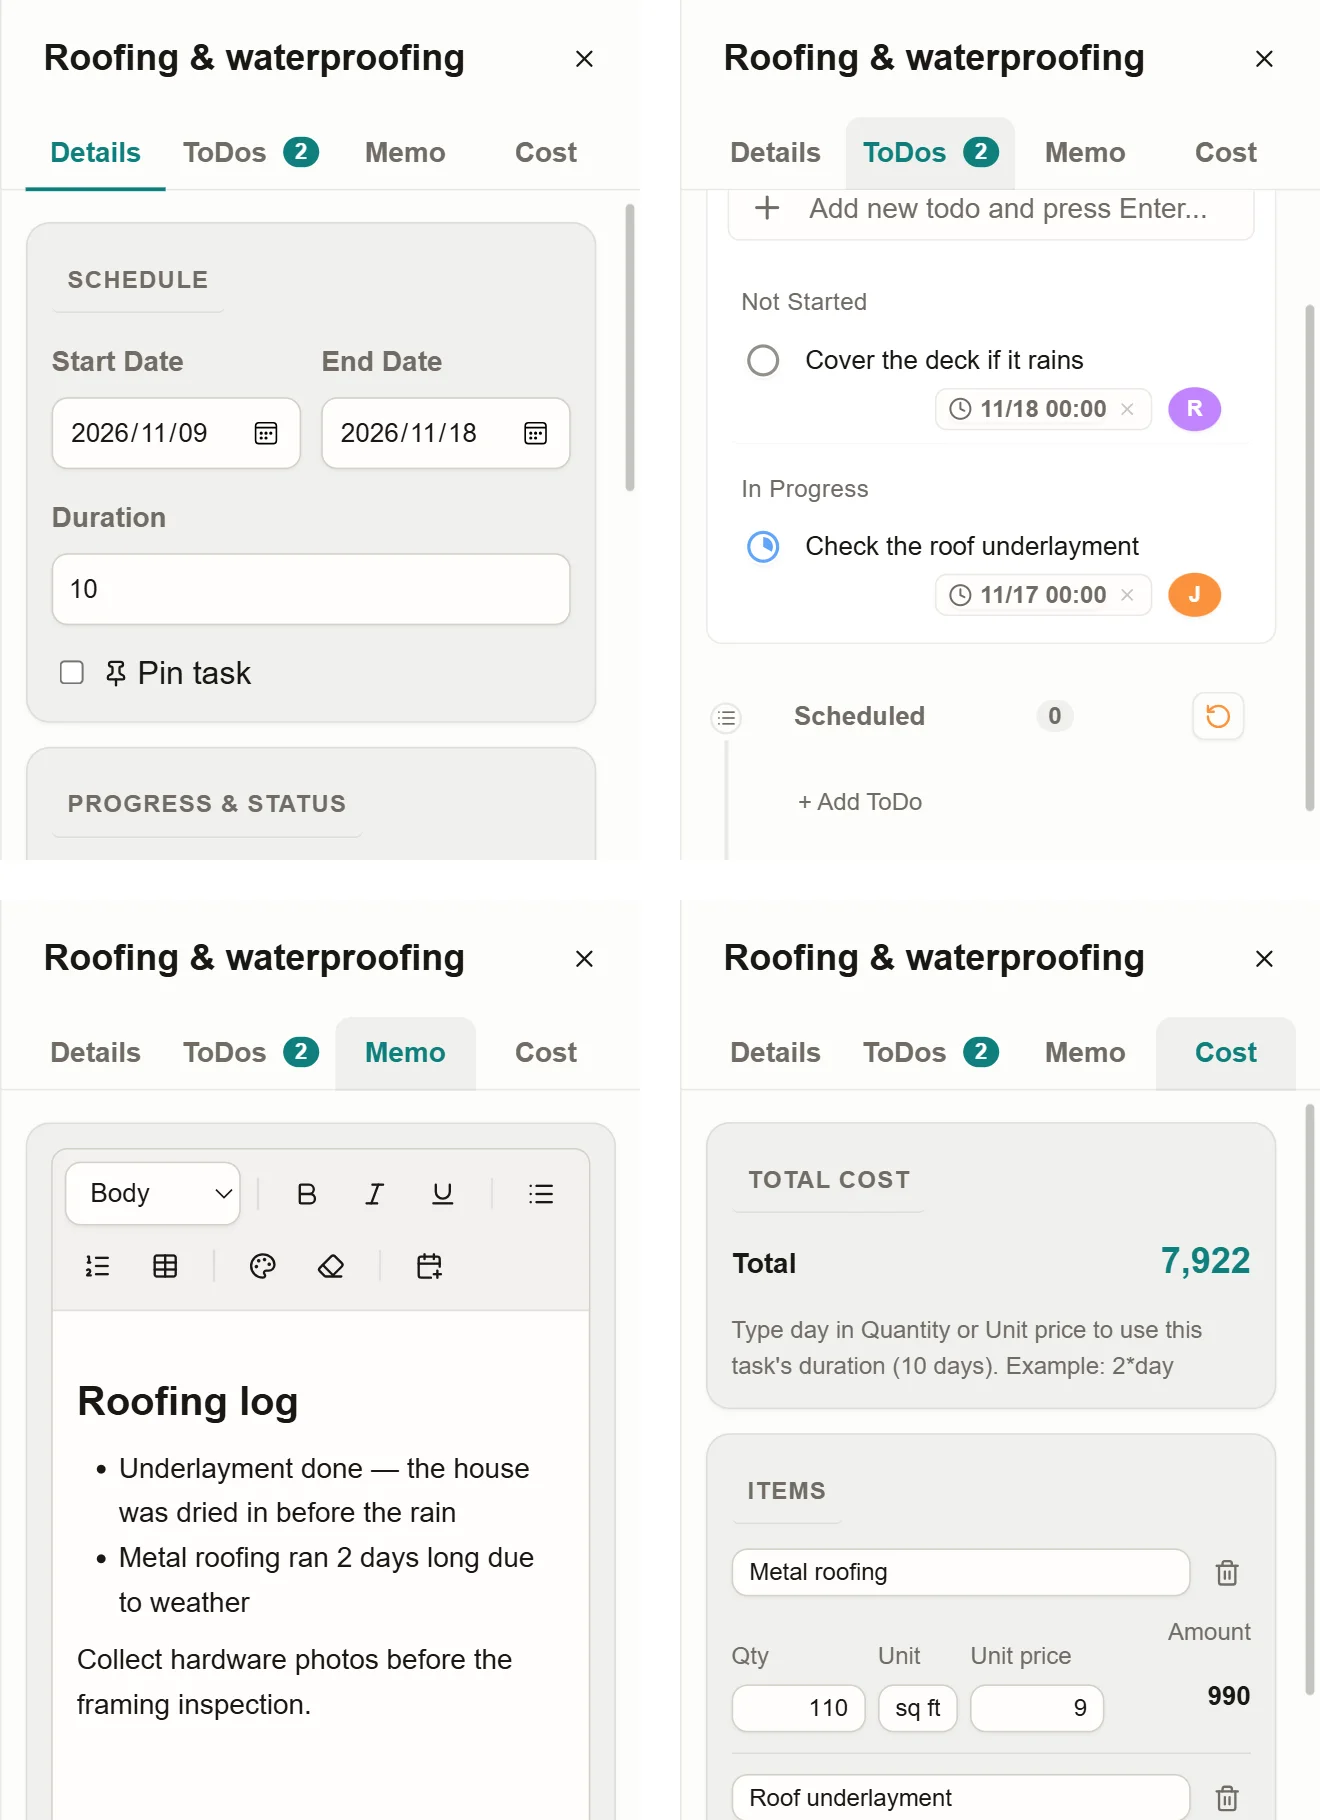 Roofing & waterproofing
Details ToDos 2 Memo Cost
SCHEDULE
Start Date End Date
2026/11/09 2026/11/18
Duration
10
Pin task
PROGRESS & STATUS
Roofing & waterproofing
Details ToDos 2 Memo Cost
Add new todo and press Enter...
Not Started
Cover the deck if it rains
11/18 00:00 R
In Progress
Check the roof underlayment
11/17 00:00 J
Scheduled 0
+ Add ToDo
Roofing & waterproofing
Details ToDos 2 Memo Cost
Body B I U
Roofing log
• Underlayment done — the house
was dried in before the rain
• Metal roofing ran 2 days long due
to weather
Collect hardware photos before the
framing inspection.
Roofing & waterproofing
Details ToDos 2 Memo Cost
TOTAL COST
Total 7,922
Type day in Quantity or Unit price to use this
task's duration (10 days). Example: 2*day
ITEMS
Metal roofing
Qty Unit Unit price Amount
110 sq ft 9 990
Roof underlayment